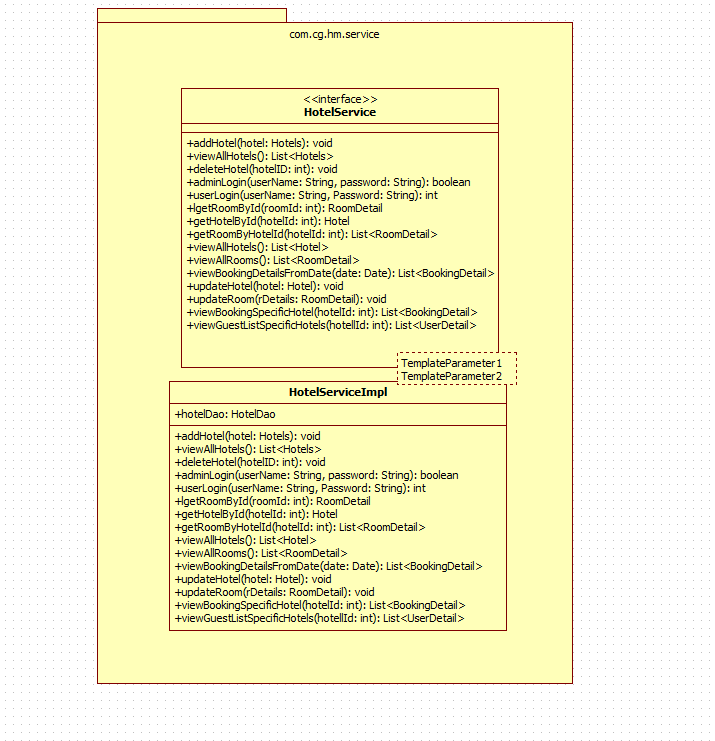 com.cg.hm.service
<<interface>>
HotelService
+addHotel(hotel: Hotels): void
+viewAllHotels(): List<Hotels>
+deleteHotel(hotelID: int): void
+adminLogin(userName: String, password: String): boolean
+userLogin(userName: String, Password: String): int
+lgetRoomById(roomId: int): RoomDetail
+getHotelById(hotelId: int): Hotel
+getRoomByHotelId(hotelId: int): List<RoomDetail>
+viewAllHotels(): List<Hotel>
+viewAllRooms(): List<RoomDetail>
+viewBookingDetailsFromDate(date: Date): List<BookingDetail>
+updateHotel(hotel: Hotel): void
+updateRoom(rDetails: RoomDetail): void
+viewBookingSpecificHotel(hotelId: int): List<BookingDetail>
+viewGuestListSpecificHotels(hotelId: int): List<UserDetail>
TemplateParameter1
TemplateParameter2
HotelServiceImpl
+hotelDao: HotelDao
+addHotel(hotel: Hotels): void
+viewAllHotels(): List<Hotels>
+deleteHotel(hotelID: int): void
+adminLogin(userName: String, password: String): boolean
+userLogin(userName: String, Password: String): int
+lgetRoomById(roomId: int): RoomDetail
+getHotelById(hotelId: int): Hotel
+getRoomByHotelId(hotelId: int): List<RoomDetail>
+viewAllHotels(): List<Hotel>
+viewAllRooms(): List<RoomDetail>
+viewBookingDetailsFromDate(date: Date): List<BookingDetail>
+updateHotel(hotel: Hotel): void
+updateRoom(rDetails: RoomDetail): void
+viewBookingSpecificHotel(hotelId: int): List<BookingDetail>
+viewGuestListSpecificHotels(hotelId: int): List<UserDetail>